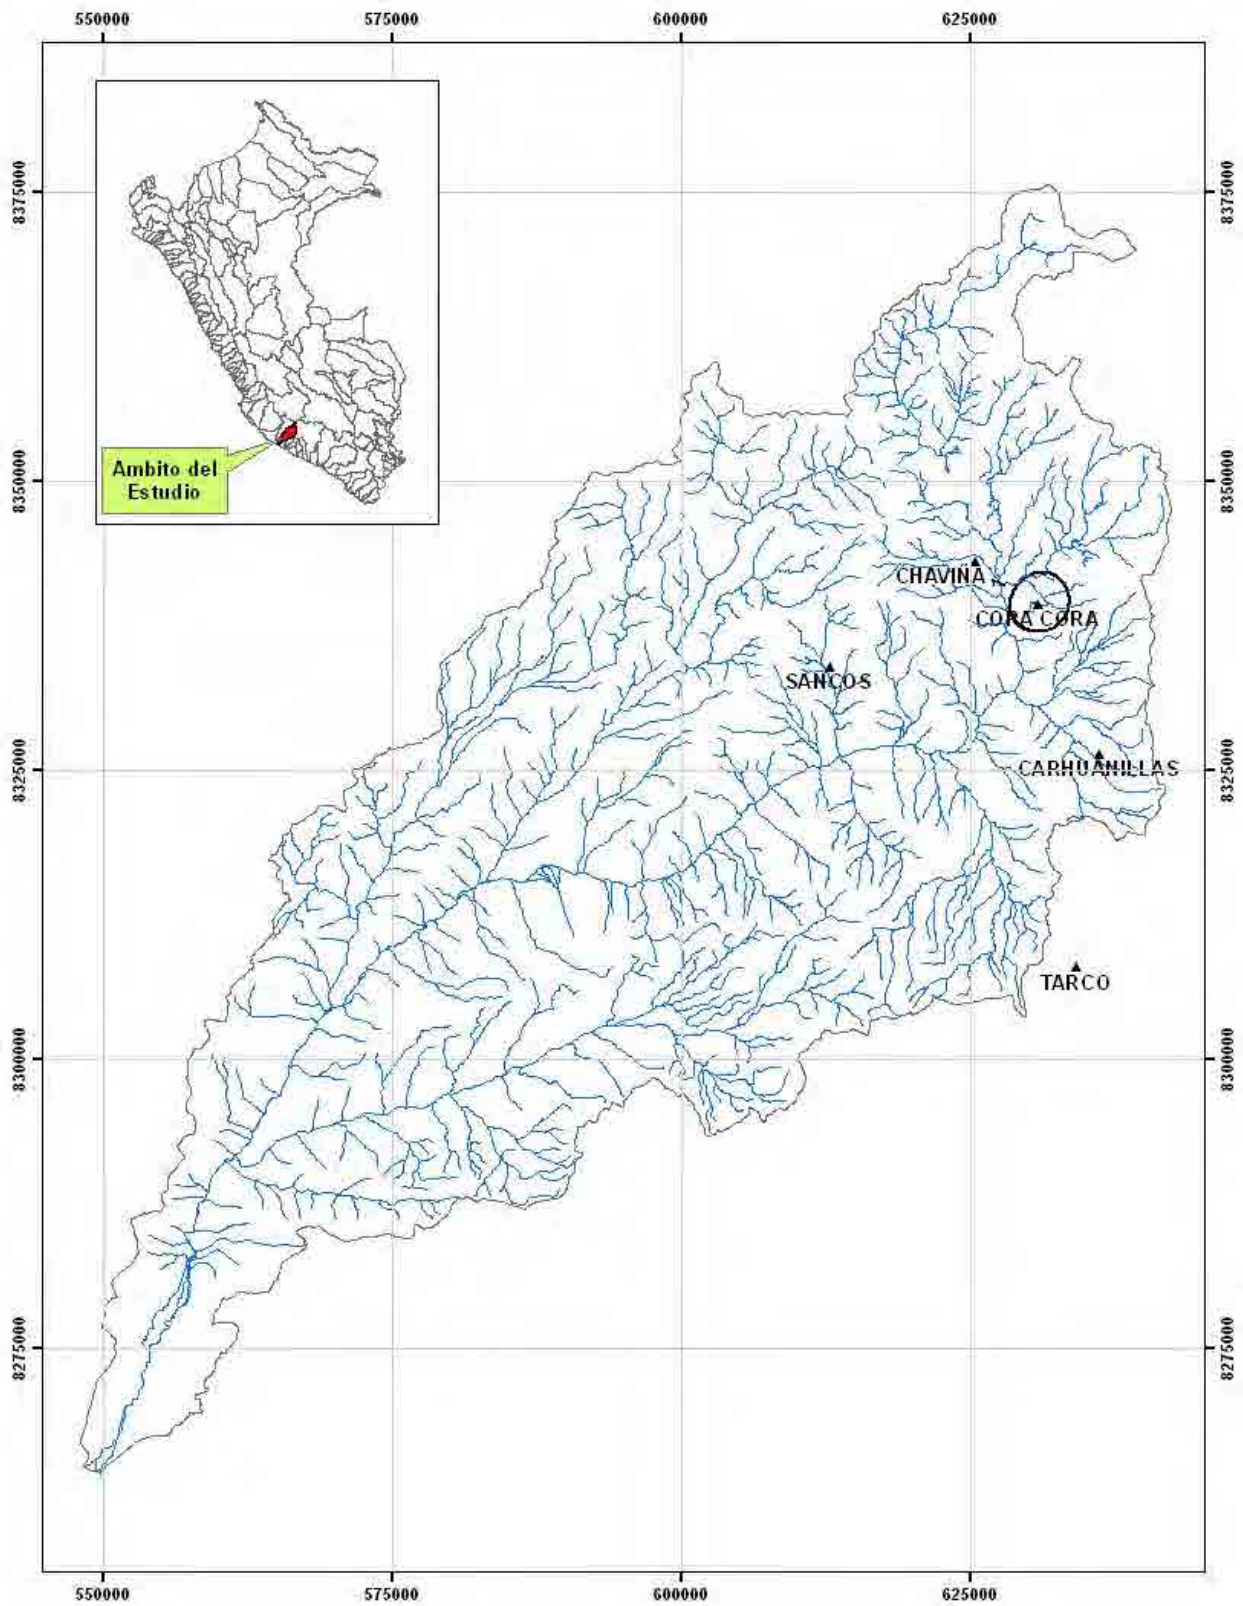 550000 575000 600000 625000
8375000 8375000
Ambito del
Estudio
8350000 8350000
CHAVIÑA
CORA CORA
SANCOS
8325000 8325000
CARHUANILLAS
TARCO
8300000 8300000
8275000 8275000
550000 575000 600000 625000